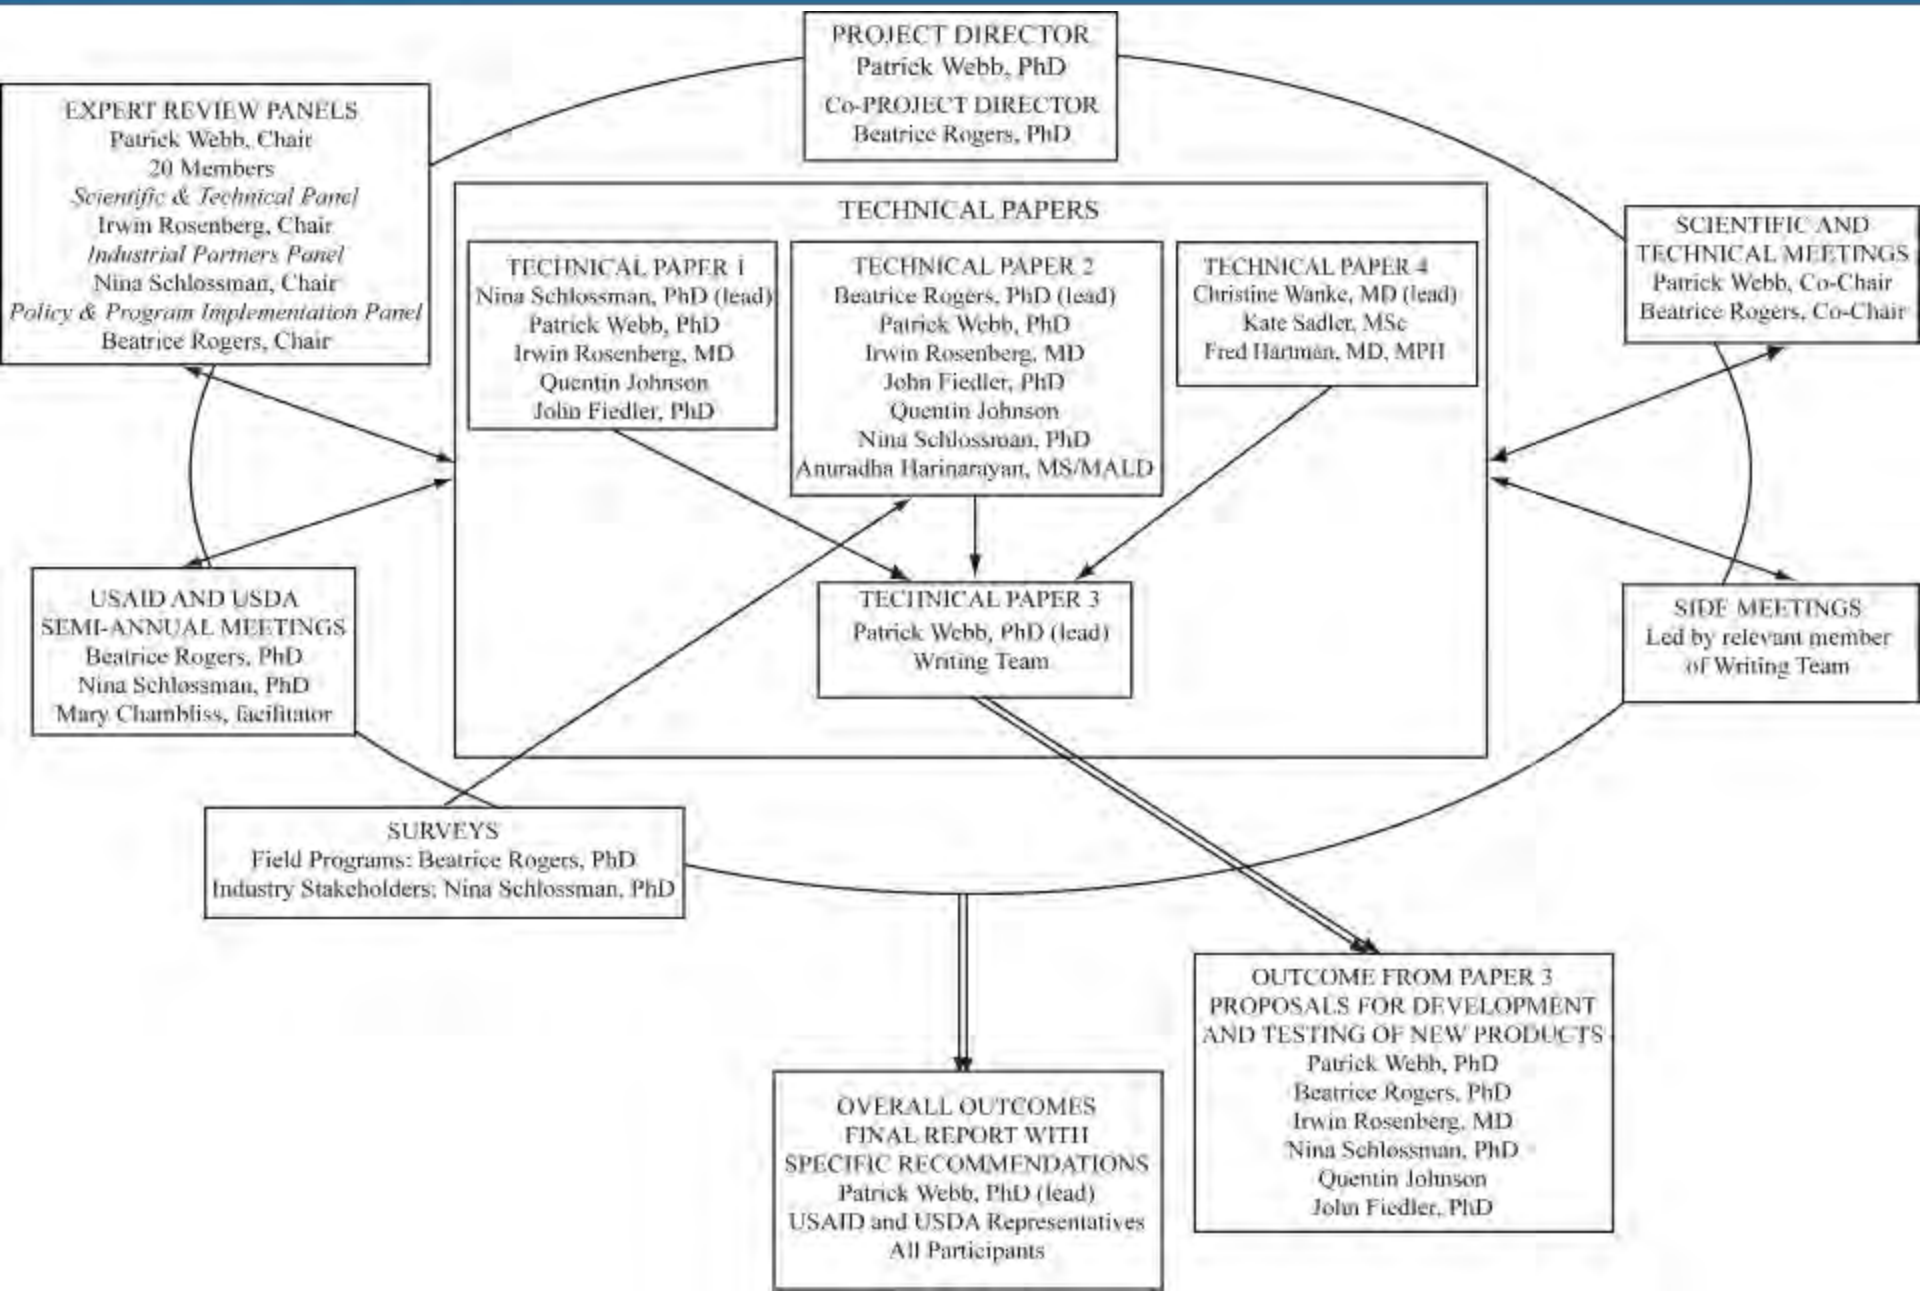 PROJECT DIRECTOR
Patrick Webb, PhD
Co-PROJECT DIRECTOR
Beatrice Rogers, PhD
EXPERT REVIEW PANELS
Patrick Webb, Chair
20 Members
Scientific & Technical Panel
Irwin Rosenberg, Chair
Industrial Partners Panel
Nina Schlossman, Chair
Policy & Program Implementation Panel
Beatrice Rogers, Chair
TECHNICAL PAPERS
TECHNICAL PAPER 1
Nina Schlossman, PhD (lead)
Patrick Webb, PhD
Irwin Rosenberg, MD
Quentin Johnson
John Fiedler, PhD
TECHNICAL PAPER 2
Beatrice Rogers, PhD (lead)
Patrick Webb, PhD
Irwin Rosenberg, MD
John Fiedler, PhD
Quentin Johnson
Nina Schlossman, PhD
Anuradha Harinarayan, MS/MALD
TECHNICAL PAPER 4
Christine Wanke, MD (lead)
Kate Sadler, MSc
Fred Hartman, MD, MPH
SCIENTIFIC AND
TECHNICAL MEETINGS
Patrick Webb, Co-Chair
Beatrice Rogers, Co-Chair
USAID AND USDA
SEMI-ANNUAL MEETINGS
Beatrice Rogers, PhD
Nina Schlossman, PhD
Mary Chambliss, facilitator
TECHNICAL PAPER 3
Patrick Webb, PhD (lead)
Writing Team
SIDE MEETINGS
Led by relevant member
of Writing Team
SURVEYS
Field Programs: Beatrice Rogers, PhD
Industry Stakeholders: Nina Schlossman, PhD
OUTCOME FROM PAPER 3
PROPOSALS FOR DEVELOPMENT
AND TESTING OF NEW PRODUCTS
Patrick Webb, PhD
Beatrice Rogers, PhD
Irwin Rosenberg, MD
Nina Schlossman, PhD
Quentin Johnson
John Fiedler, PhD
OVERALL OUTCOMES
FINAL REPORT WITH
SPECIFIC RECOMMENDATIONS
Patrick Webb, PhD (lead)
USAID and USDA Representatives
All Participants